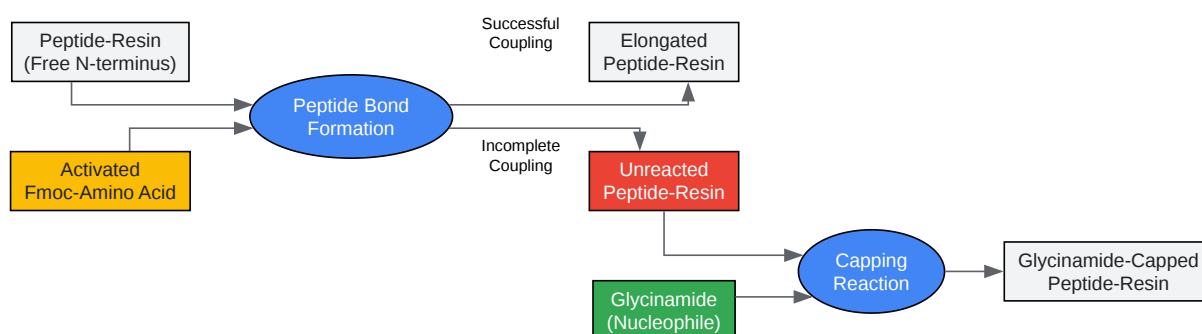 Successful
Coupling
Peptide-Resin
(Free N-terminus)
Elongated
Peptide-Resin
Peptide Bond
Formation
Incomplete
Coupling
Activated
Fmoc-Amino Acid
Unreacted
Peptide-Resin
Capping
Reaction
Glycinamide-Capped
Peptide-Resin
Glycinamide
(Nucleophile)